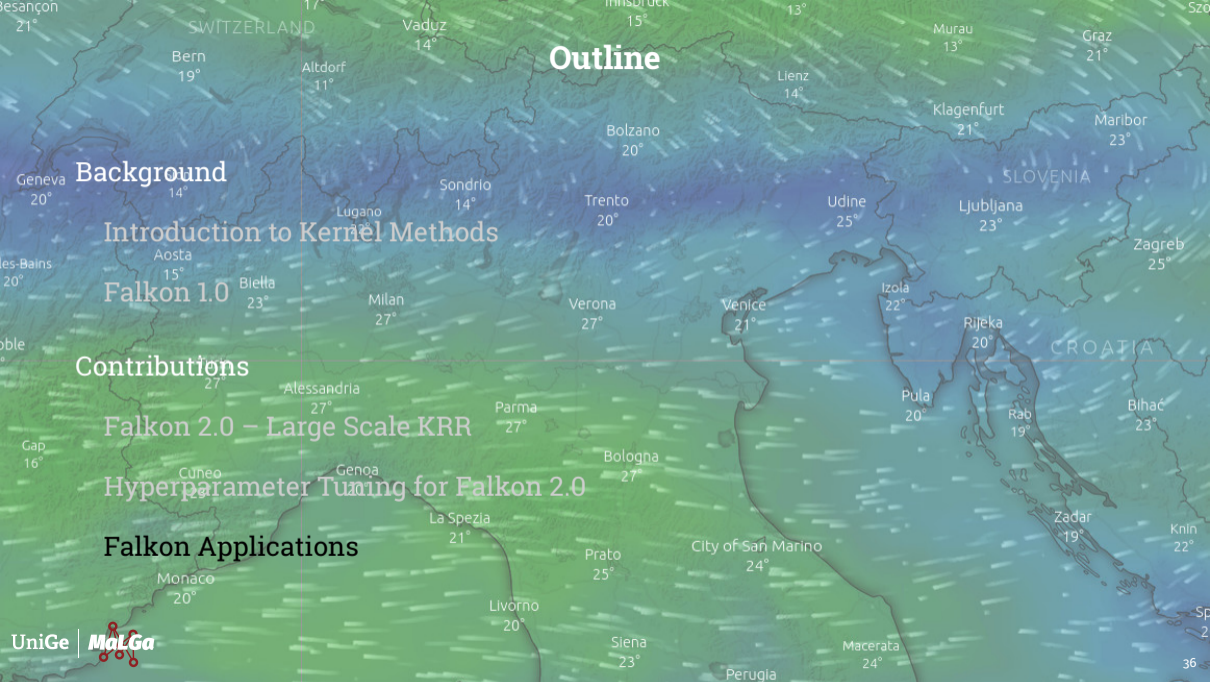 Besançon
21°
SWITZERLAND
17°
Vaduz
14°
Innsbruck
15°
13°
Murau
13°
Graz
21°
Outline
Bern
19°
Altdorf
11°
Lienz
14°
Klagenfurt
21°
Maribor
23°
Bolzano
20°
Background
Geneva
20°
14°
Sondrio
14°
Trento
20°
Udine
25°
SLOVENIA
Ljubljana
23°
Lugano
Introduction to Kernel Methods
Zagreb
25°
les-Bains
20°
Aosta
15°
Biella
23°
Falkon 1.0
Milan
27°
Verona
27°
Venice
21°
Izola
22°
Rijeka
20°
CROATIA
oble
Contributions
27°
Alessandria
27°
Parma
27°
Pula
20°
Rab
19°
Bihać
23°
Falkon 2.0 – Large Scale KRR
Gap
16°
Bologna
27°
Cuneo
Genoa
Hyperparameter Tuning for Falkon 2.0
La Spezia
21°
Zadar
19°
Knin
22°
Falkon Applications
Prato
25°
City of San Marino
24°
Monaco
20°
Livorno
20°
Siena
23°
Macerata
24°
Perugia
UniGe
MaLGa
36